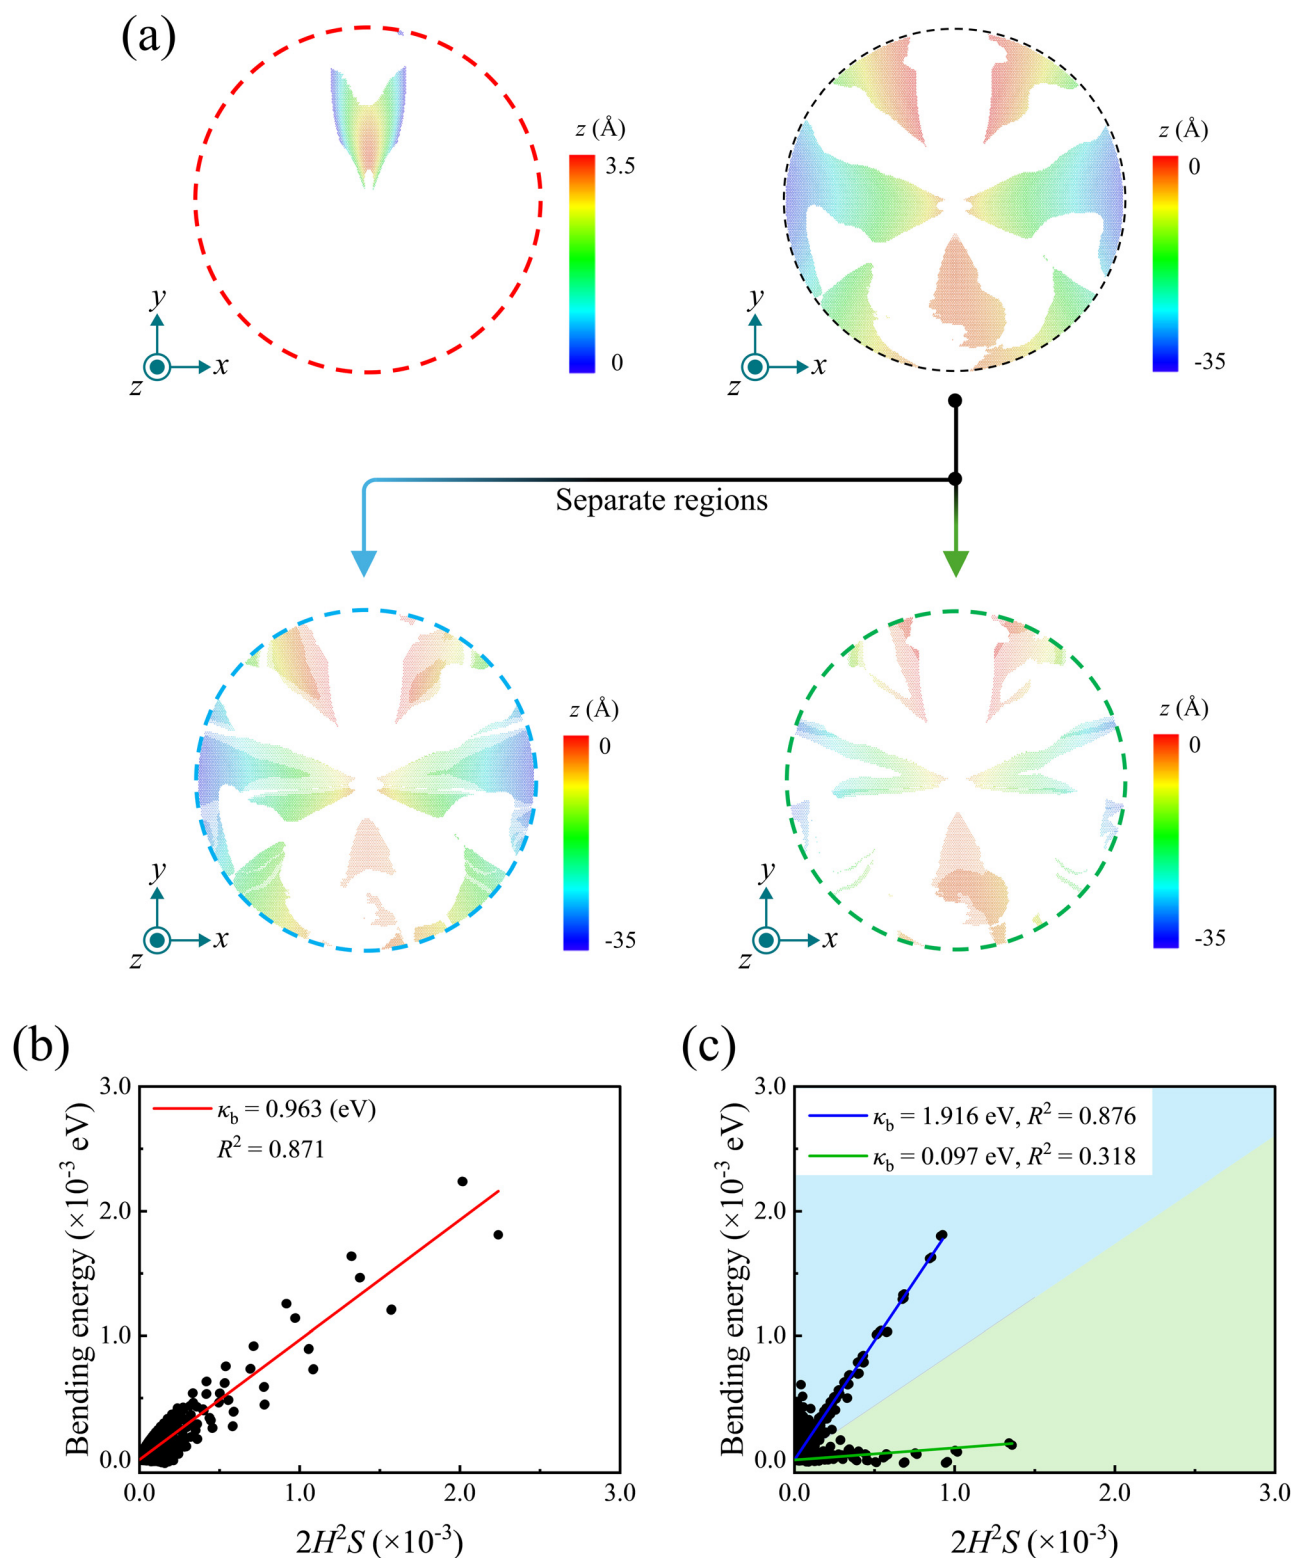 (a)
z (Å)
3.5
0
y
x
z
z (Å)
0
-35
y
x
z
Separate regions
z (Å)
0
-35
y
x
z
z (Å)
0
-35
y
x
z
(b)
Bending energy (×10⁻³ eV)
3.0
2.0
1.0
0.0
κb = 0.963 (eV)
R² = 0.871
0.0 1.0 2.0 3.0
2H²S (×10⁻³)
(c)
Bending energy (×10⁻³ eV)
3.0
2.0
1.0
0.0
κb = 1.916 eV, R² = 0.876
κb = 0.097 eV, R² = 0.318
0.0 1.0 2.0 3.0
2H²S (×10⁻³)